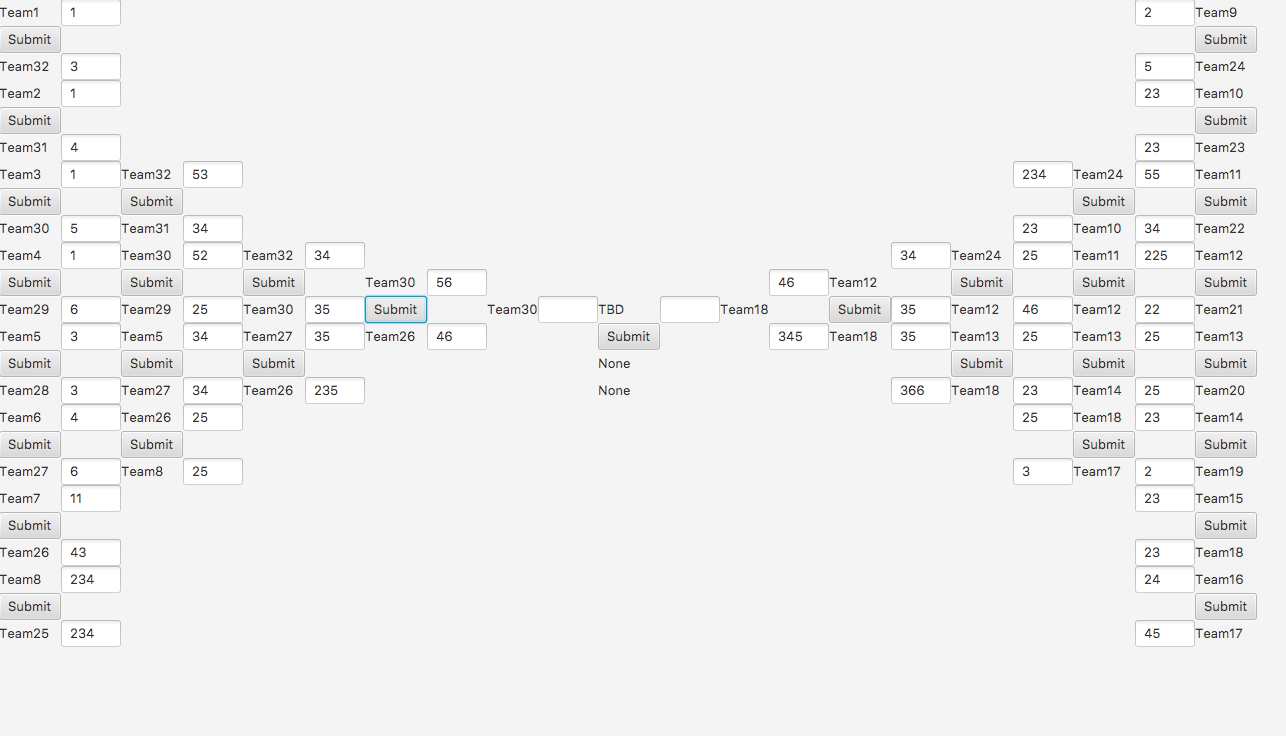 Team1 1 2 Team9
Submit Submit
Team32 3 5 Team24
Team2 1 23 Team10
Submit Submit
Team31 4 23 Team23
Team3 1 Team32 53 234 Team24 55 Team11
Submit Submit Submit Submit
Team30 5 Team31 34 23 Team10 34 Team22
Team4 1 Team30 52 Team32 34 34 Team24 25 Team11 225 Team12
Submit Submit Submit Team30 56 46 Team12 Submit Submit Submit
Team29 6 Team29 25 Team30 35 Submit Team30 TBD Team18 Submit 35 Team12 46 Team12 22 Team21
Team5 3 Team5 34 Team27 35 Team26 46 Submit 345 Team18 35 Team13 25 Team13 25 Team13
Submit Submit Submit None Submit Submit Submit
Team28 3 Team27 34 Team26 235 None 366 Team18 23 Team14 25 Team20
Team6 4 Team26 25 25 Team18 23 Team14
Submit Submit Submit Submit
Team27 6 Team8 25 3 Team17 2 Team19
Team7 11 23 Team15
Submit Submit
Team26 43 23 Team18
Team8 234 24 Team16
Submit Submit
Team25 234 45 Team17